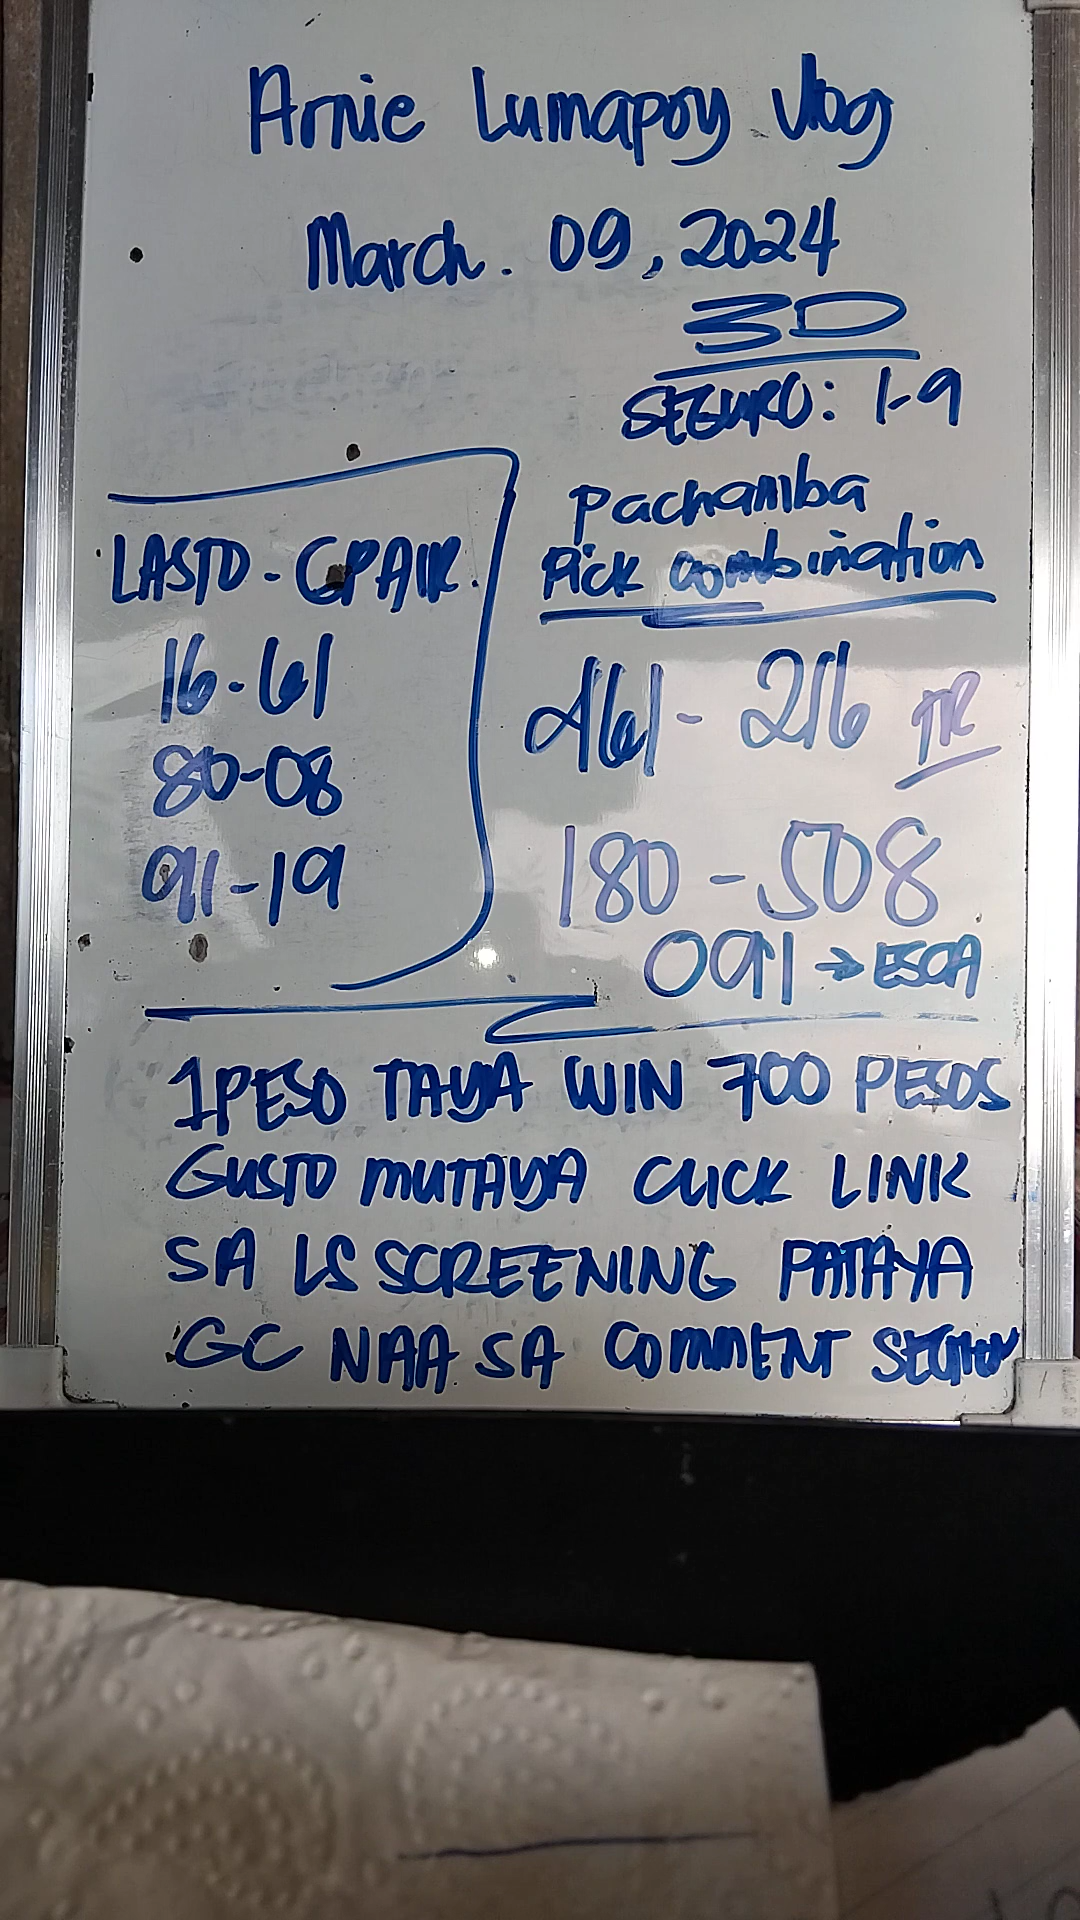 Arnie Lumapoy Vlog
March. 09, 2024
3D
SEGURO: 1-9
Pachamba
Pick combination
461 - 216 TR
180 - 508
091 → ESCA
LASTD - GPAIR.
16-61
80-08
91-19
1PESO TAYA WIN 700 PESOS
GUSTO MUTAYA CLICK LINK
SA LS SCREENING PATAYA
GC NAA SA COMMENT SECTION